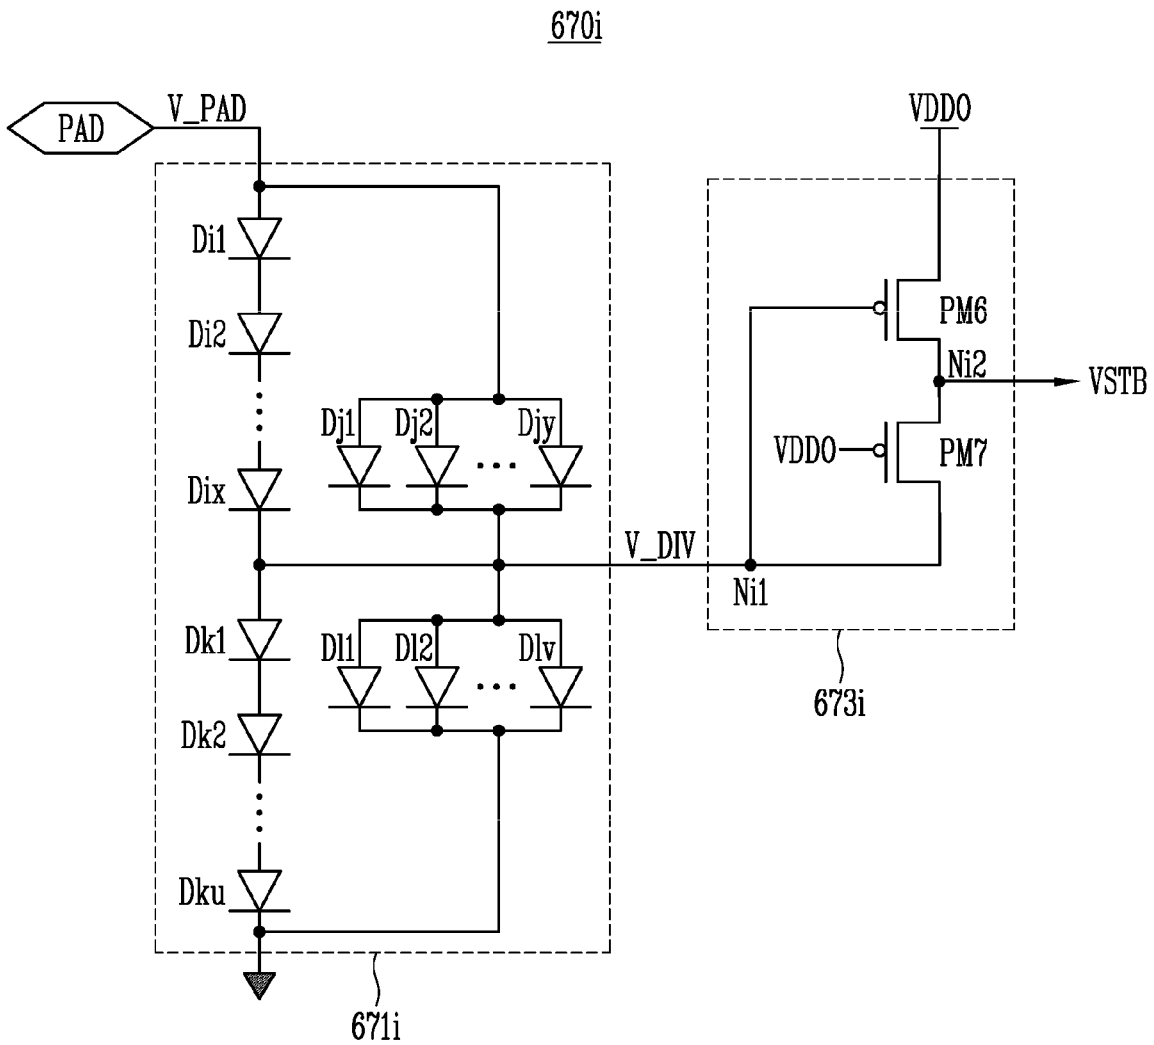 670i
PAD
V_PAD
VDDO
Di1
Di2
PM6
Ni2
VSTB
Dj1
Dj2
Djy
VDDO
PM7
Dix
V_DIV
Ni1
Dk1
Dl1
Dl2
Dlv
673i
Dk2
Dku
671i